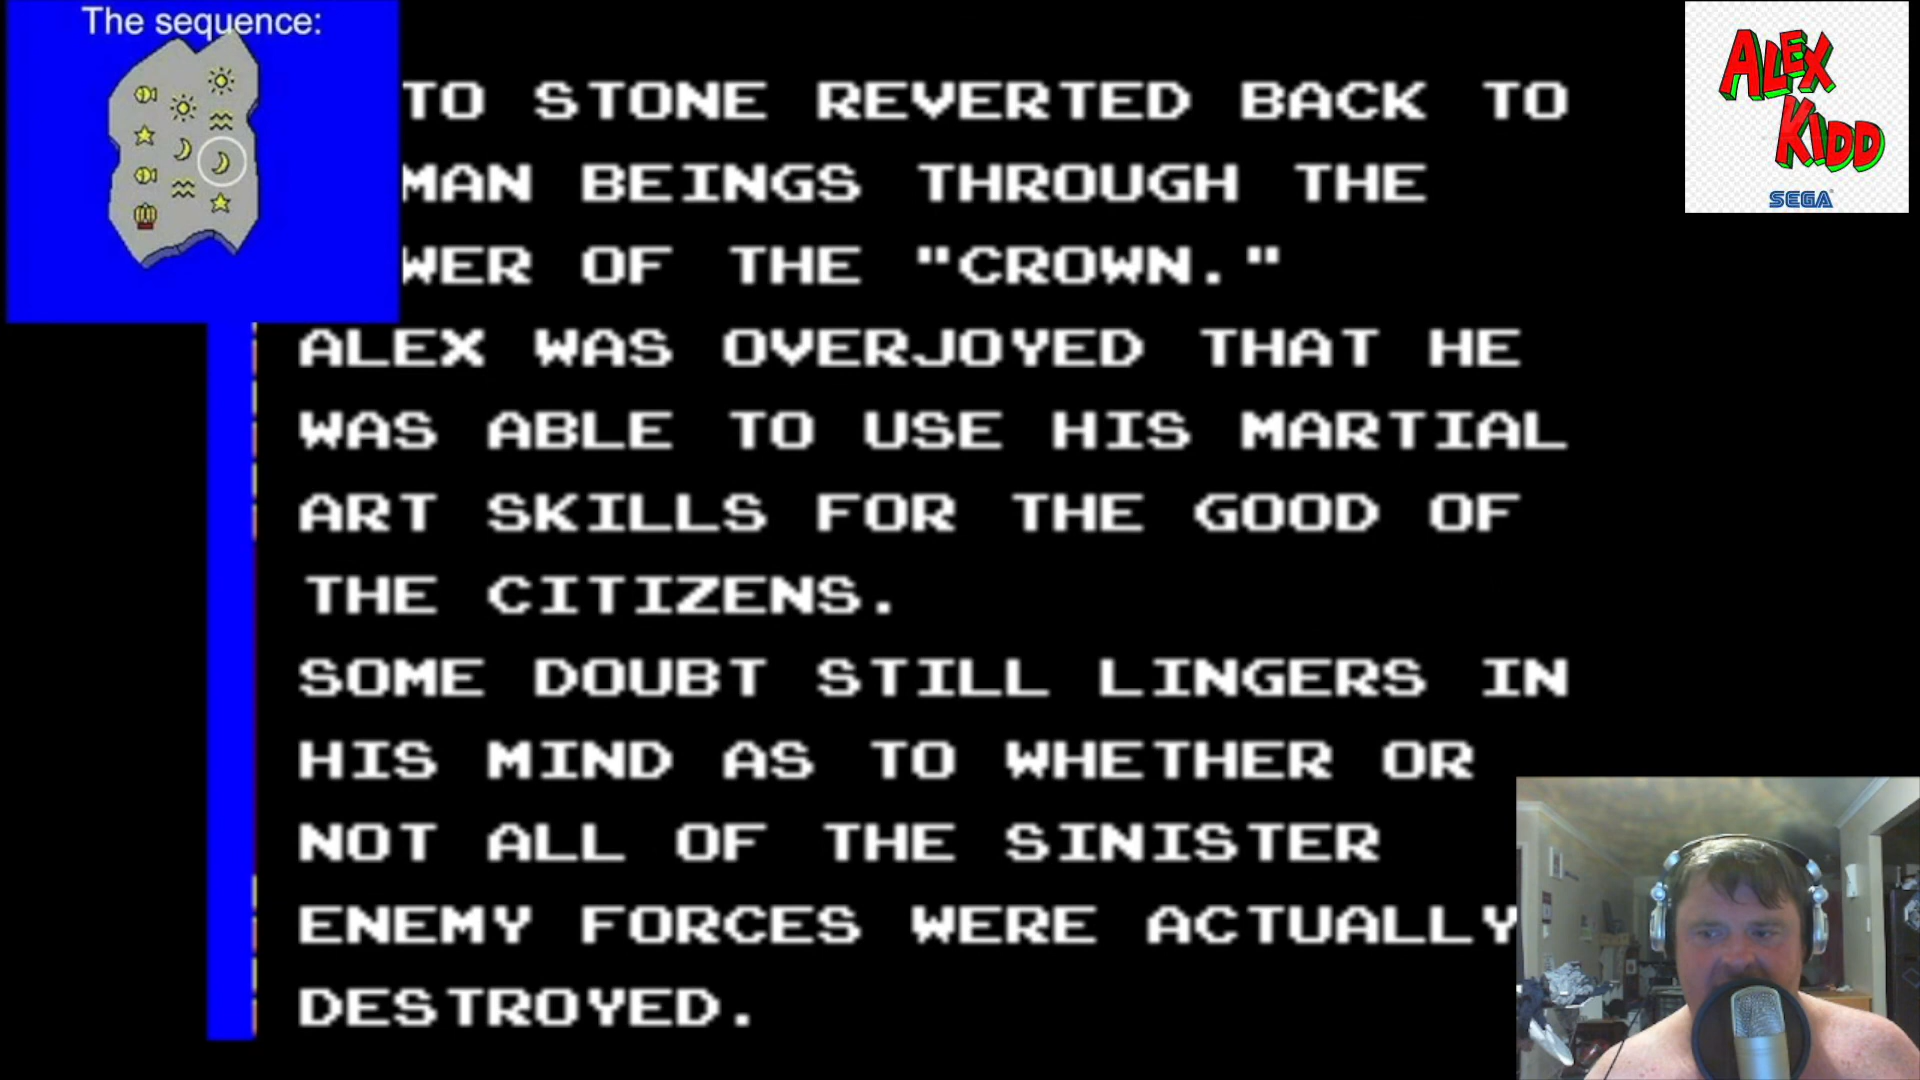 The sequence:
TO STONE REVERTED BACK TO
MAN BEINGS THROUGH THE
WER OF THE "CROWN."
ALEX WAS OVERJOYED THAT HE
WAS ABLE TO USE HIS MARTIAL
ART SKILLS FOR THE GOOD OF
THE CITIZENS.
SOME DOUBT STILL LINGERS IN
HIS MIND AS TO WHETHER OR
NOT ALL OF THE SINISTER
ENEMY FORCES WERE ACTUALLY
DESTROYED.
ALEX
KIDD
SEGA